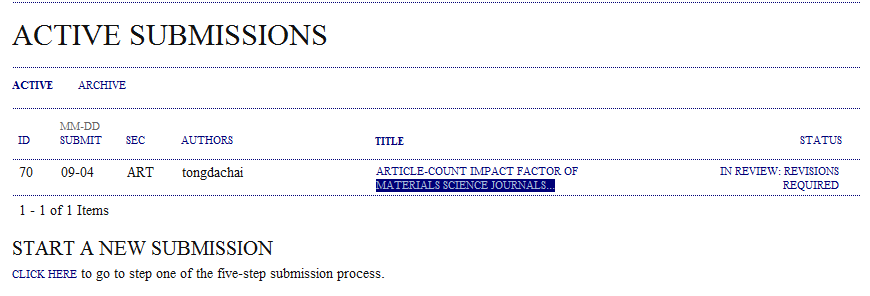 ACTIVE SUBMISSIONS
ACTIVE ARCHIVE
MM-DD
ID SUBMIT SEC AUTHORS TITLE STATUS
70 09-04 ART tongdachai ARTICLE-COUNT IMPACT FACTOR OF IN REVIEW: REVISIONS
MATERIALS SCIENCE JOURNALS... REQUIRED
1 - 1 of 1 Items
START A NEW SUBMISSION
CLICK HERE to go to step one of the five-step submission process.